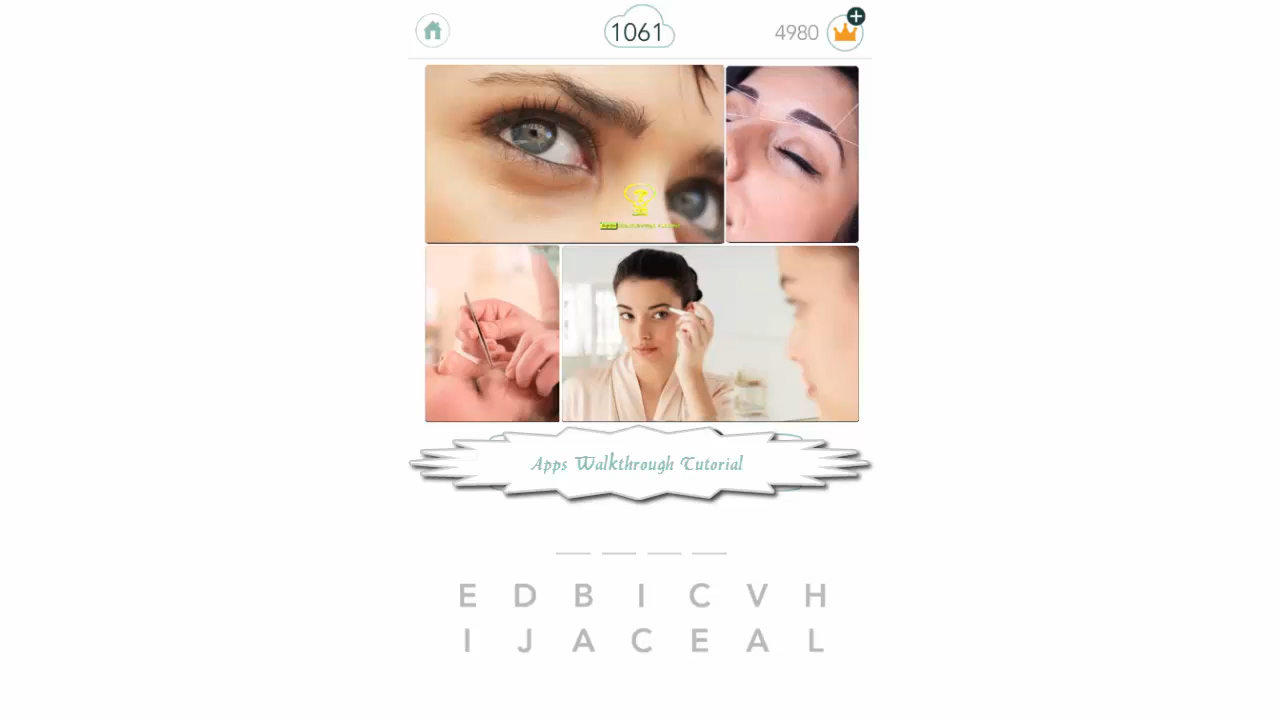 1061
4980
Apps Walkthrough Tutorial
E D B I C V H
I J A C E A L